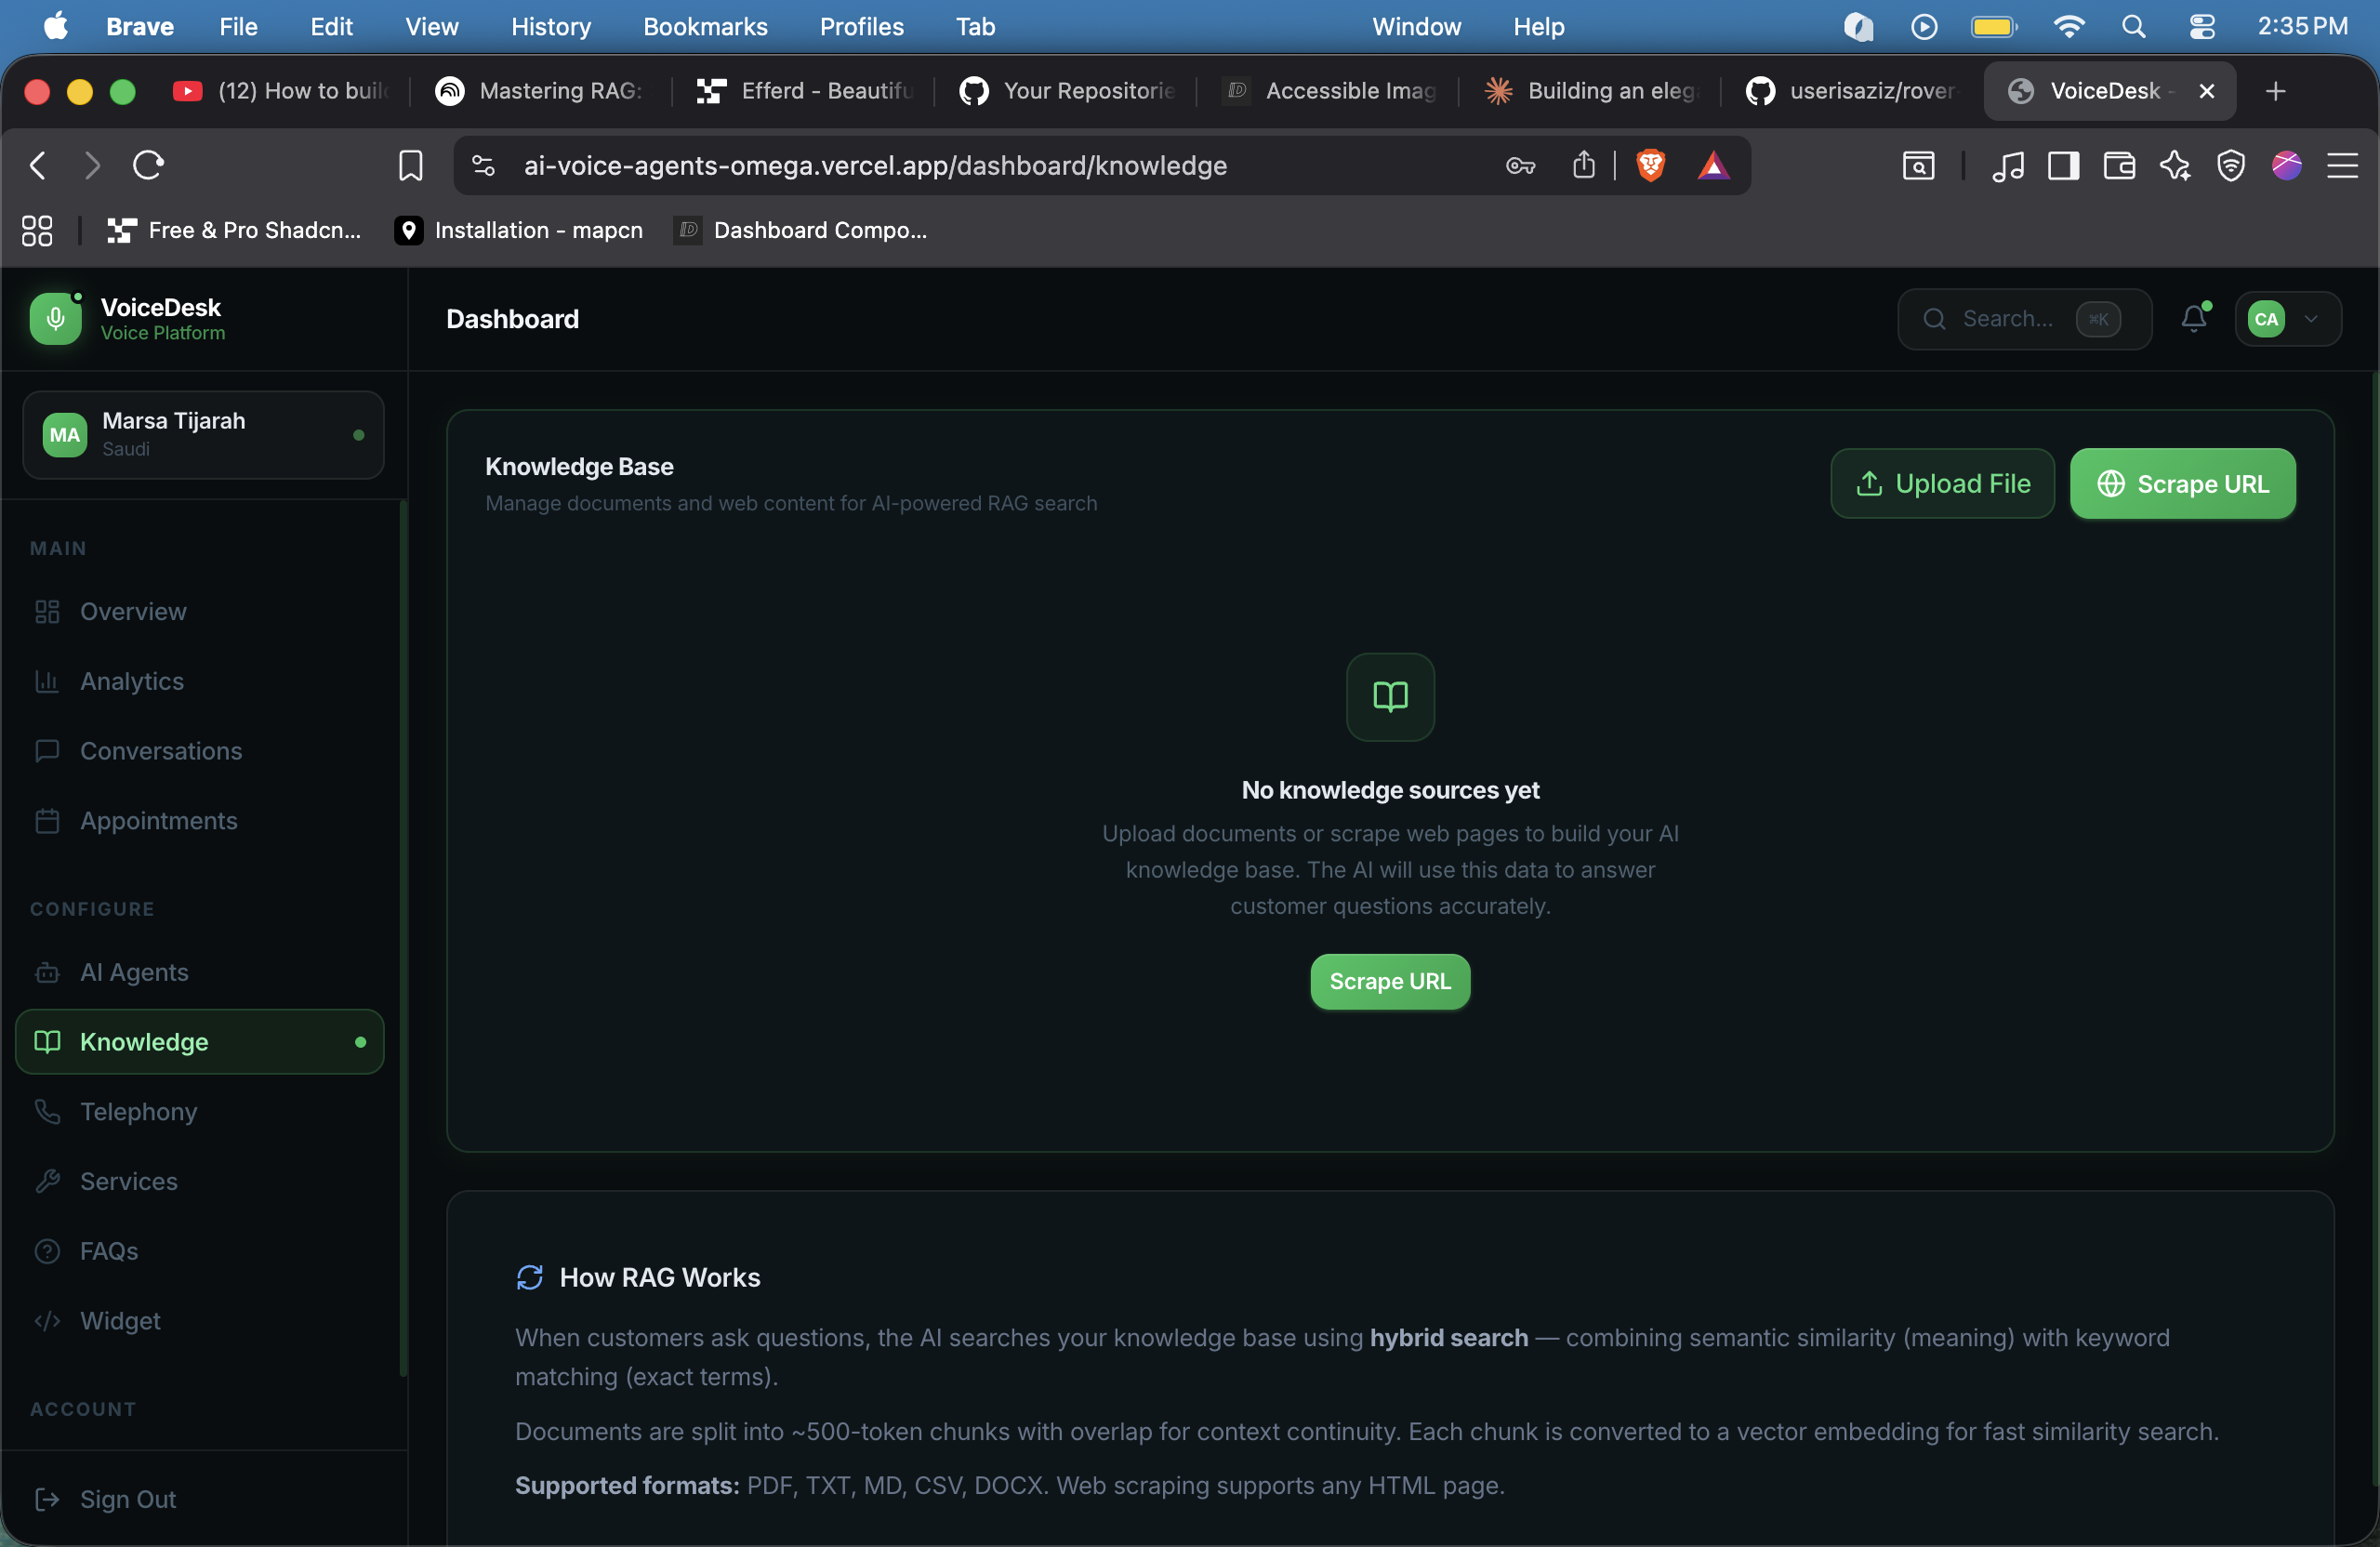 Brave File Edit View History Bookmarks Profiles Tab Window Help 2:35 PM
(12) How to buil
Mastering RAG:
Efferd - Beautifu
Your Repositorie
Accessible Imag
Building an eleg
userisaziz/rover
VoiceDesk -
ai-voice-agents-omega.vercel.app/dashboard/knowledge
Free & Pro Shadcn...
Installation - mapcn
Dashboard Compo...
VoiceDesk
Voice Platform
Dashboard
Search...
⌘K
CA
MA
Marsa Tijarah
Saudi
MAIN
Overview
Analytics
Conversations
Appointments
CONFIGURE
AI Agents
Knowledge
Telephony
Services
FAQs
Widget
ACCOUNT
Sign Out
Knowledge Base
Manage documents and web content for AI-powered RAG search
Upload File
Scrape URL
No knowledge sources yet
Upload documents or scrape web pages to build your AI
knowledge base. The AI will use this data to answer
customer questions accurately.
Scrape URL
How RAG Works
When customers ask questions, the AI searches your knowledge base using hybrid search — combining semantic similarity (meaning) with keyword
matching (exact terms).
Documents are split into ~500-token chunks with overlap for context continuity. Each chunk is converted to a vector embedding for fast similarity search.
Supported formats: PDF, TXT, MD, CSV, DOCX. Web scraping supports any HTML page.